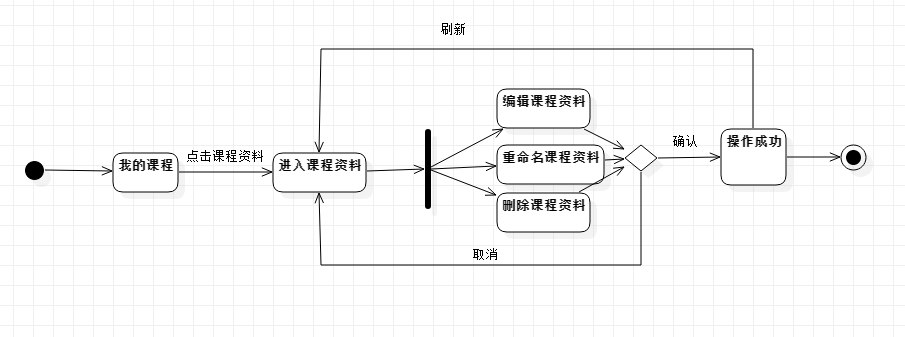 刷新
我的课程
点击课程资料
进入课程资料
编辑课程资料
重命名课程资料
删除课程资料
确认
操作成功
取消